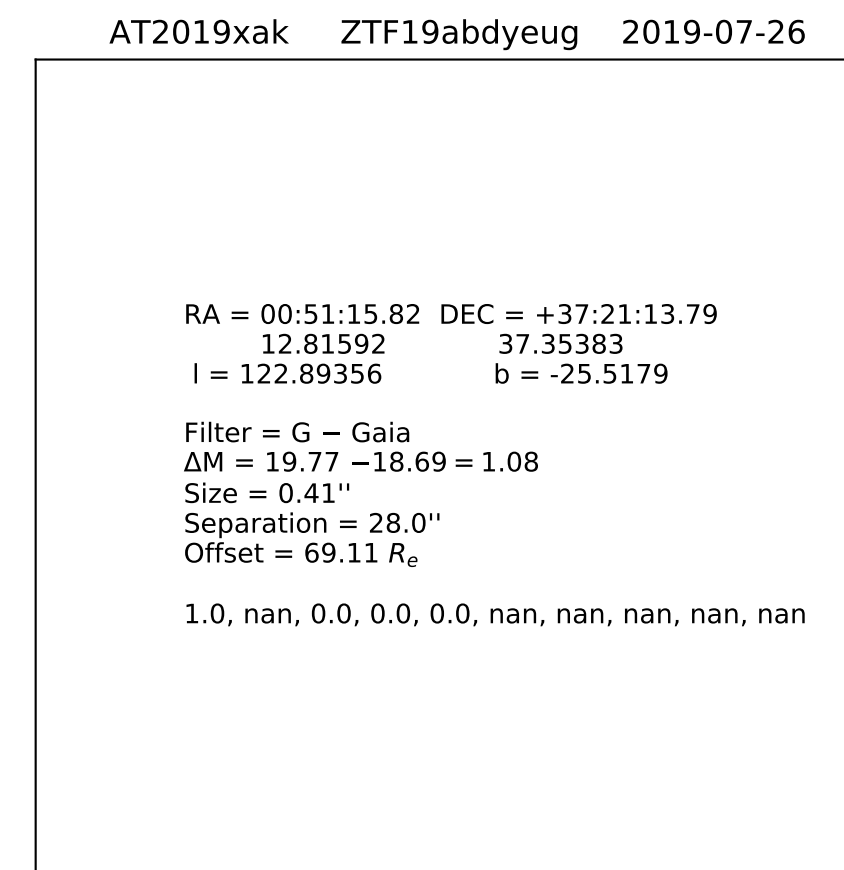 AT2019xak ZTF19abdyeug 2019-07-26
RA = 00:51:15.82 DEC = +37:21:13.79
12.81592 37.35383
l = 122.89356 b = -25.5179
Filter = G − Gaia
ΔM = 19.77 −18.69 = 1.08
Size = 0.41''
Separation = 28.0''
Offset = 69.11 Rₑ
1.0, nan, 0.0, 0.0, 0.0, nan, nan, nan, nan, nan